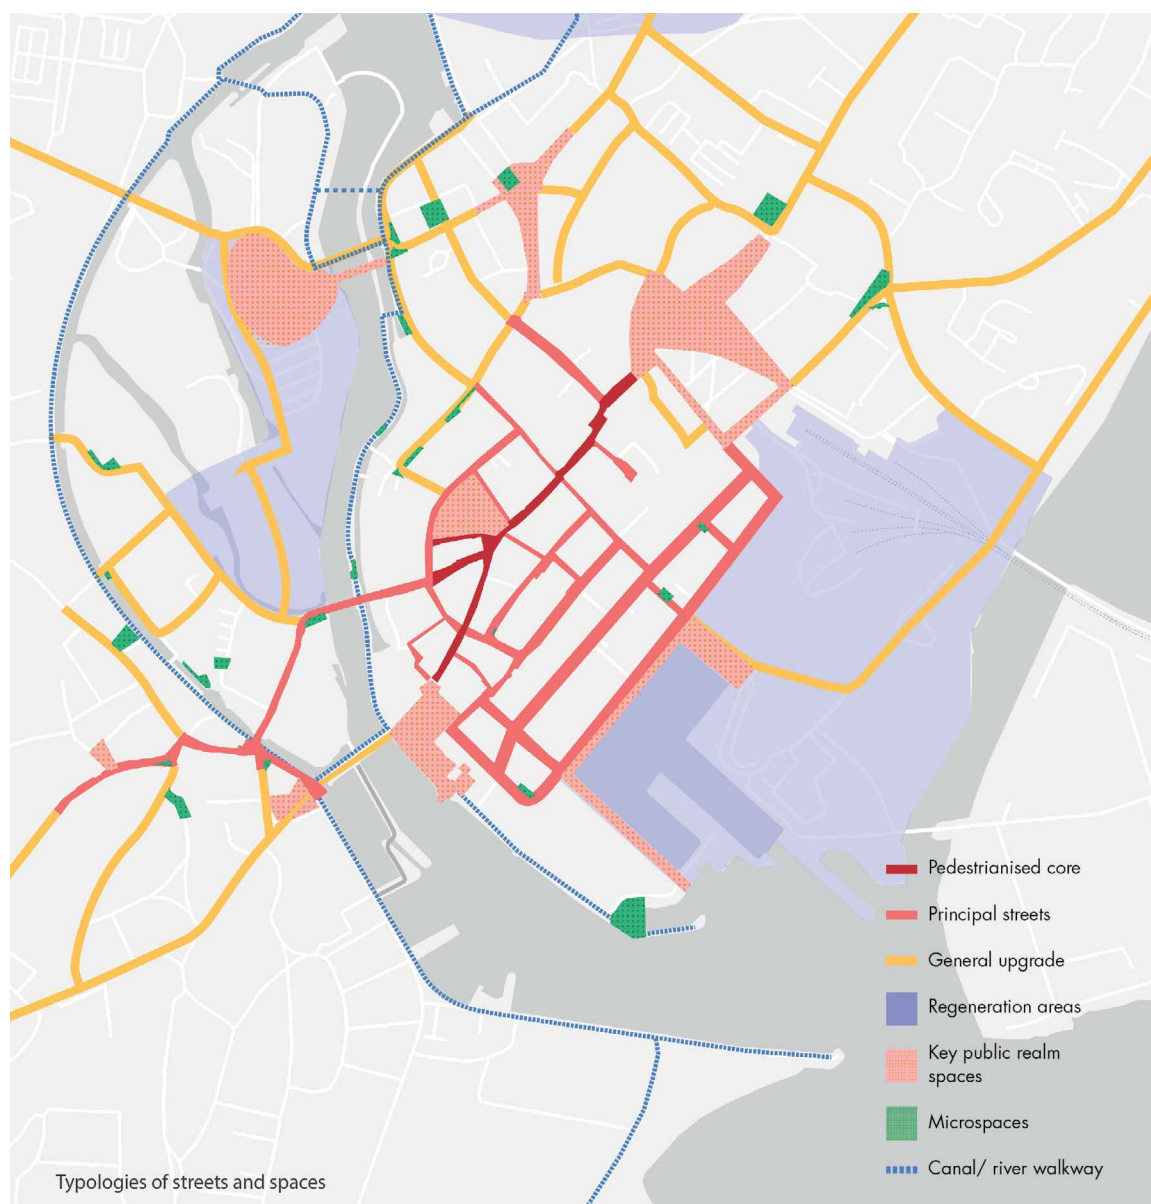 Pedestrianised core
Principal streets
General upgrade
Regeneration areas
Key public realm
spaces
Microspaces
Canal/ river walkway
Typologies of streets and spaces